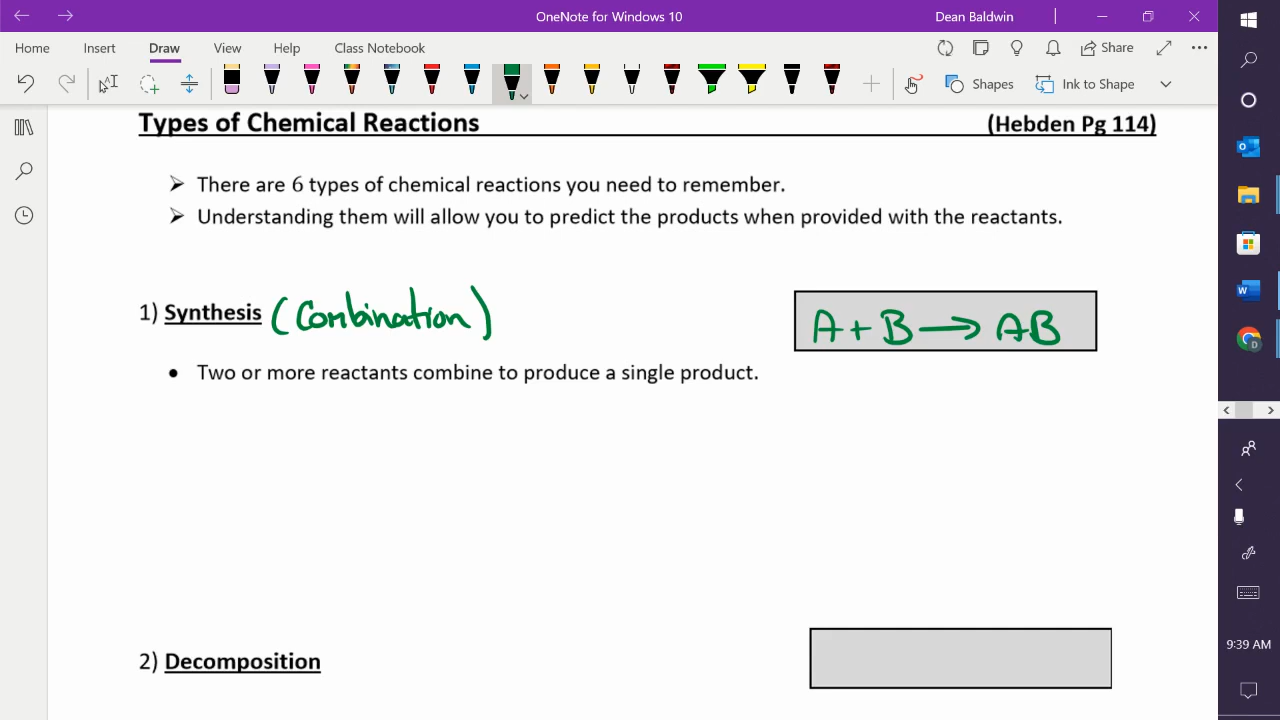 OneNote for Windows 10
Dean Baldwin
Home Insert Draw View Help Class Notebook
Share
Shapes
Ink to Shape
Types of Chemical Reactions (Hebden Pg 114)
➢ There are 6 types of chemical reactions you need to remember.
➢ Understanding them will allow you to predict the products when provided with the reactants.
1) Synthesis (Combination)
A + B → AB
• Two or more reactants combine to produce a single product.
2) Decomposition
9:39 AM